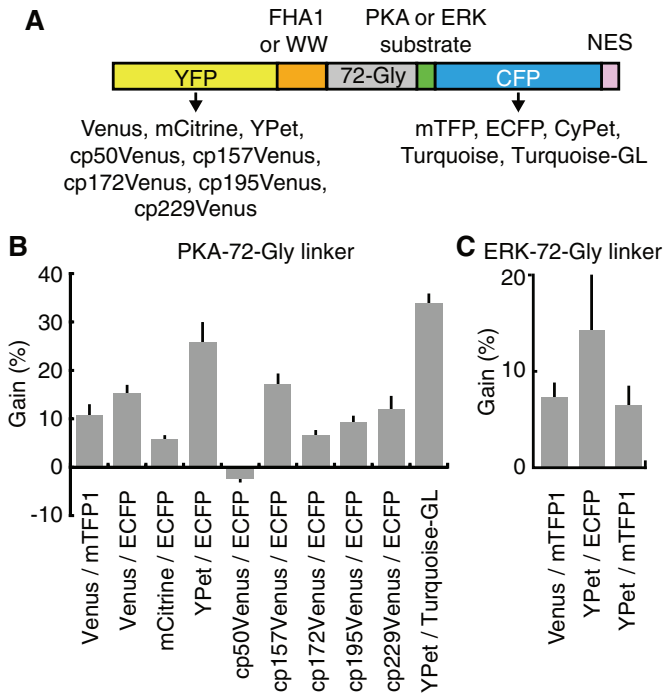 A
FHA1
or WW
PKA or ERK
substrate
NES
YFP
72-Gly
CFP
Venus, mCitrine, YPet,
cp50Venus, cp157Venus,
cp172Venus, cp195Venus,
cp229Venus
mTFP, ECFP, CyPet,
Turquoise, Turquoise-GL
B
PKA-72-Gly linker
Gain (%)
40
30
20
10
0
-10
Venus / mTFP1
Venus / ECFP
mCitrine / ECFP
YPet / ECFP
cp50Venus / ECFP
cp157Venus / ECFP
cp172Venus / ECFP
cp195Venus / ECFP
cp229Venus / ECFP
YPet / Turquoise-GL
C
ERK-72-Gly linker
Gain (%)
20
10
0
Venus / mTFP1
YPet / ECFP
YPet / mTFP1